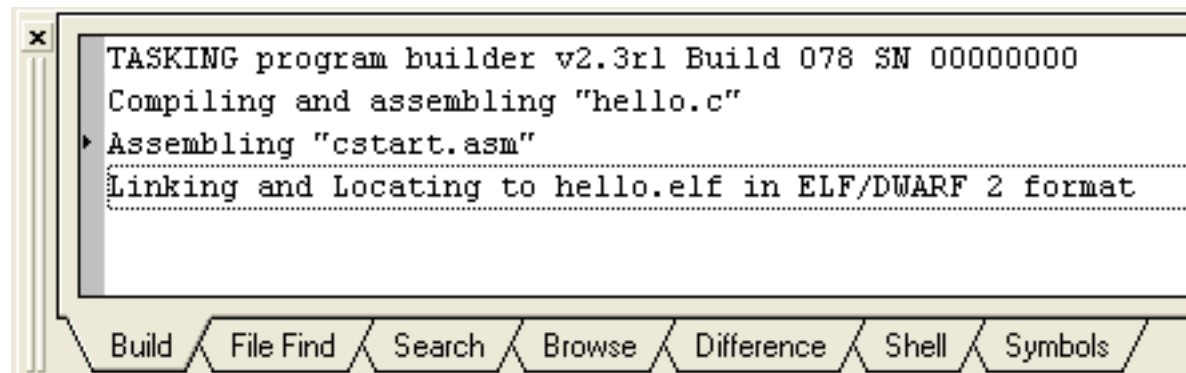 TASKING program builder v2.3r1 Build 078 SN 00000000
Compiling and assembling "hello.c"
Assembling "cstart.asm"
Linking and Locating to hello.elf in ELF/DWARF 2 format
Build File Find Search Browse Difference Shell Symbols